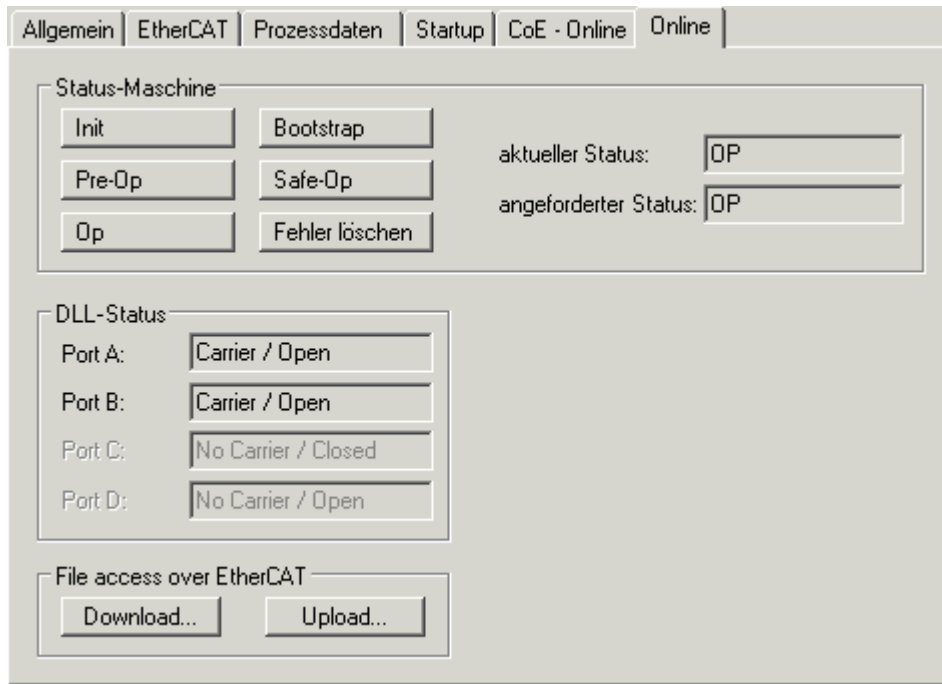 Allgemein EtherCAT Prozessdaten Startup CoE - Online Online
Status-Maschine
Init Bootstrap
aktueller Status: OP
Pre-Op Safe-Op
angeforderter Status: OP
Op Fehler löschen
DLL-Status
Port A: Carrier / Open
Port B: Carrier / Open
Port C: No Carrier / Closed
Port D: No Carrier / Open
File access over EtherCAT
Download... Upload...